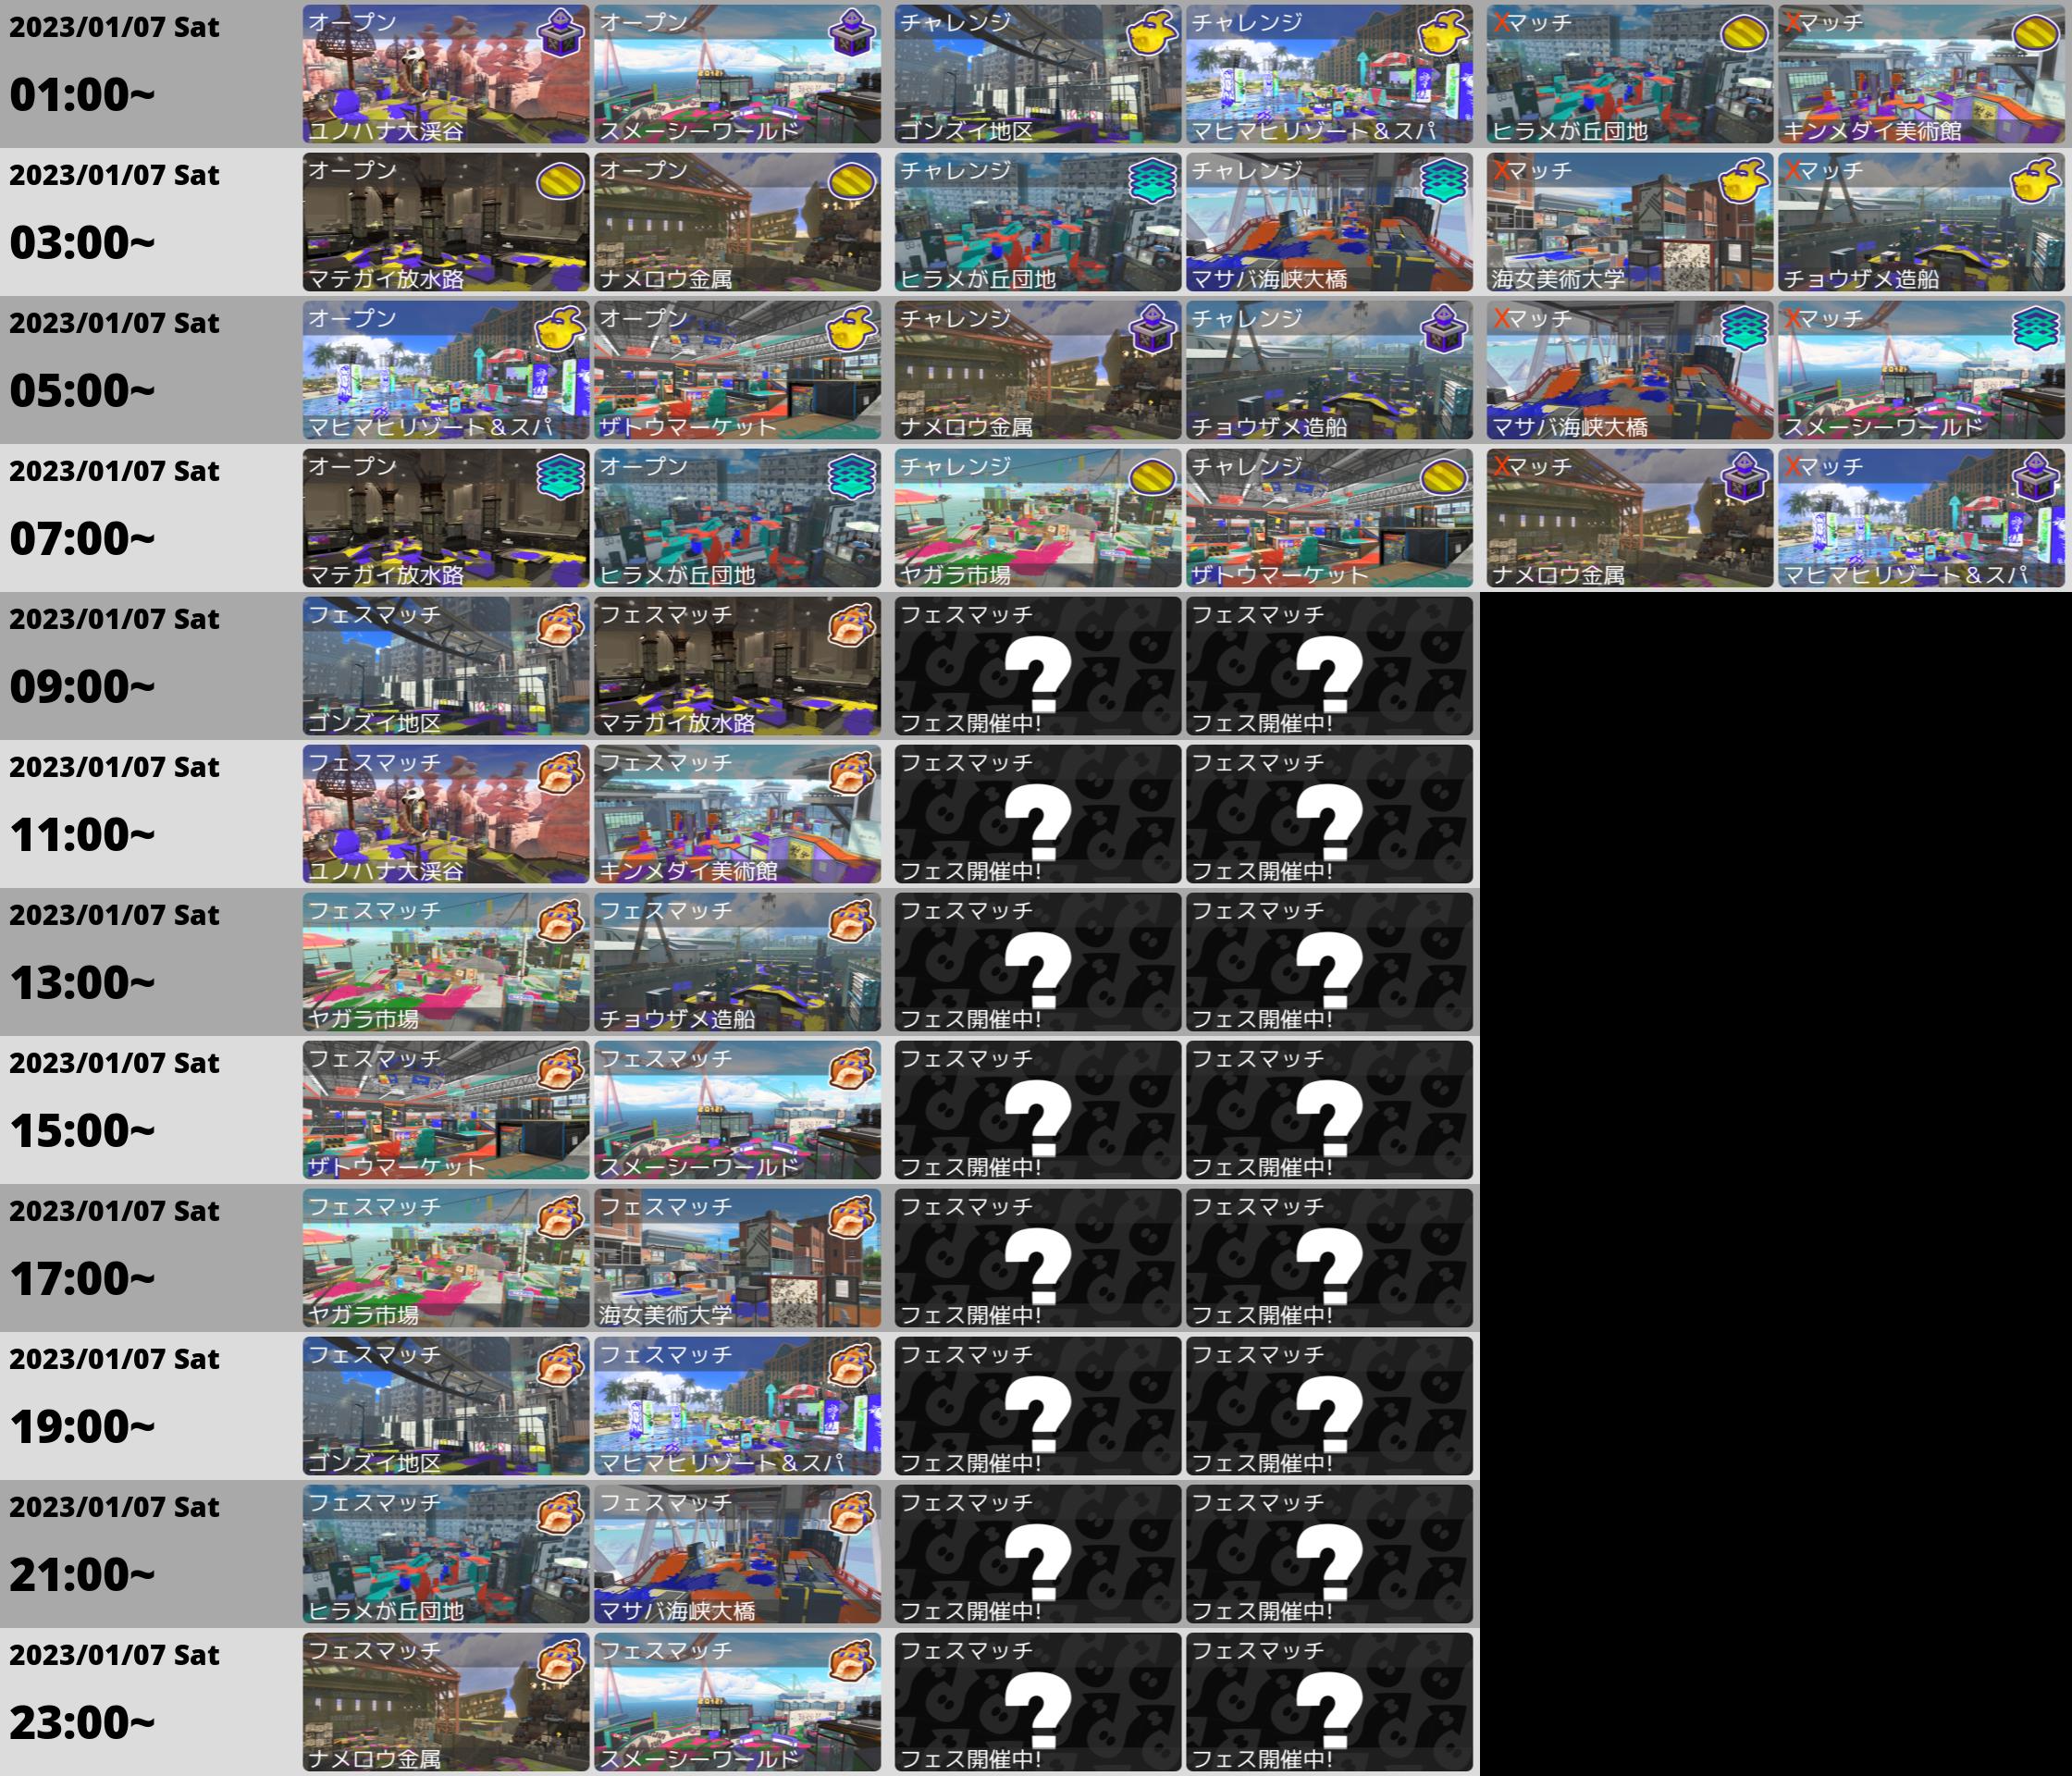 2023/01/07 Sat
01:00~
オープン
ユノハナ大渓谷
オープン
スメーシーワールド
チャレンジ
ゴンズイ地区
チャレンジ
マヒマヒリゾート＆スパ
Xマッチ
ヒラメが丘団地
Xマッチ
キンメダイ美術館
2023/01/07 Sat
03:00~
オープン
マテガイ放水路
オープン
ナメロウ金属
チャレンジ
ヒラメが丘団地
チャレンジ
マサバ海峡大橋
Xマッチ
海女美術大学
Xマッチ
チョウザメ造船
2023/01/07 Sat
05:00~
オープン
マヒマヒリゾート＆スパ
オープン
ザトウマーケット
チャレンジ
ナメロウ金属
チャレンジ
チョウザメ造船
Xマッチ
マサバ海峡大橋
Xマッチ
スメーシーワールド
2023/01/07 Sat
07:00~
オープン
マテガイ放水路
オープン
ヒラメが丘団地
チャレンジ
ヤガラ市場
チャレンジ
ザトウマーケット
Xマッチ
ナメロウ金属
Xマッチ
マヒマヒリゾート＆スパ
2023/01/07 Sat
09:00~
フェスマッチ
ゴンズイ地区
フェスマッチ
マテガイ放水路
フェスマッチ
?
フェス開催中!
フェスマッチ
?
フェス開催中!
2023/01/07 Sat
11:00~
フェスマッチ
ユノハナ大渓谷
フェスマッチ
キンメダイ美術館
フェスマッチ
?
フェス開催中!
フェスマッチ
?
フェス開催中!
2023/01/07 Sat
13:00~
フェスマッチ
ヤガラ市場
フェスマッチ
チョウザメ造船
フェスマッチ
?
フェス開催中!
フェスマッチ
?
フェス開催中!
2023/01/07 Sat
15:00~
フェスマッチ
ザトウマーケット
フェスマッチ
スメーシーワールド
フェスマッチ
?
フェス開催中!
フェスマッチ
?
フェス開催中!
2023/01/07 Sat
17:00~
フェスマッチ
ヤガラ市場
フェスマッチ
海女美術大学
フェスマッチ
?
フェス開催中!
フェスマッチ
?
フェス開催中!
2023/01/07 Sat
19:00~
フェスマッチ
ゴンズイ地区
フェスマッチ
マヒマヒリゾート＆スパ
フェスマッチ
?
フェス開催中!
フェスマッチ
?
フェス開催中!
2023/01/07 Sat
21:00~
フェスマッチ
ヒラメが丘団地
フェスマッチ
マサバ海峡大橋
フェスマッチ
?
フェス開催中!
フェスマッチ
?
フェス開催中!
2023/01/07 Sat
23:00~
フェスマッチ
ナメロウ金属
フェスマッチ
スメーシーワールド
フェスマッチ
?
フェス開催中!
フェスマッチ
?
フェス開催中!